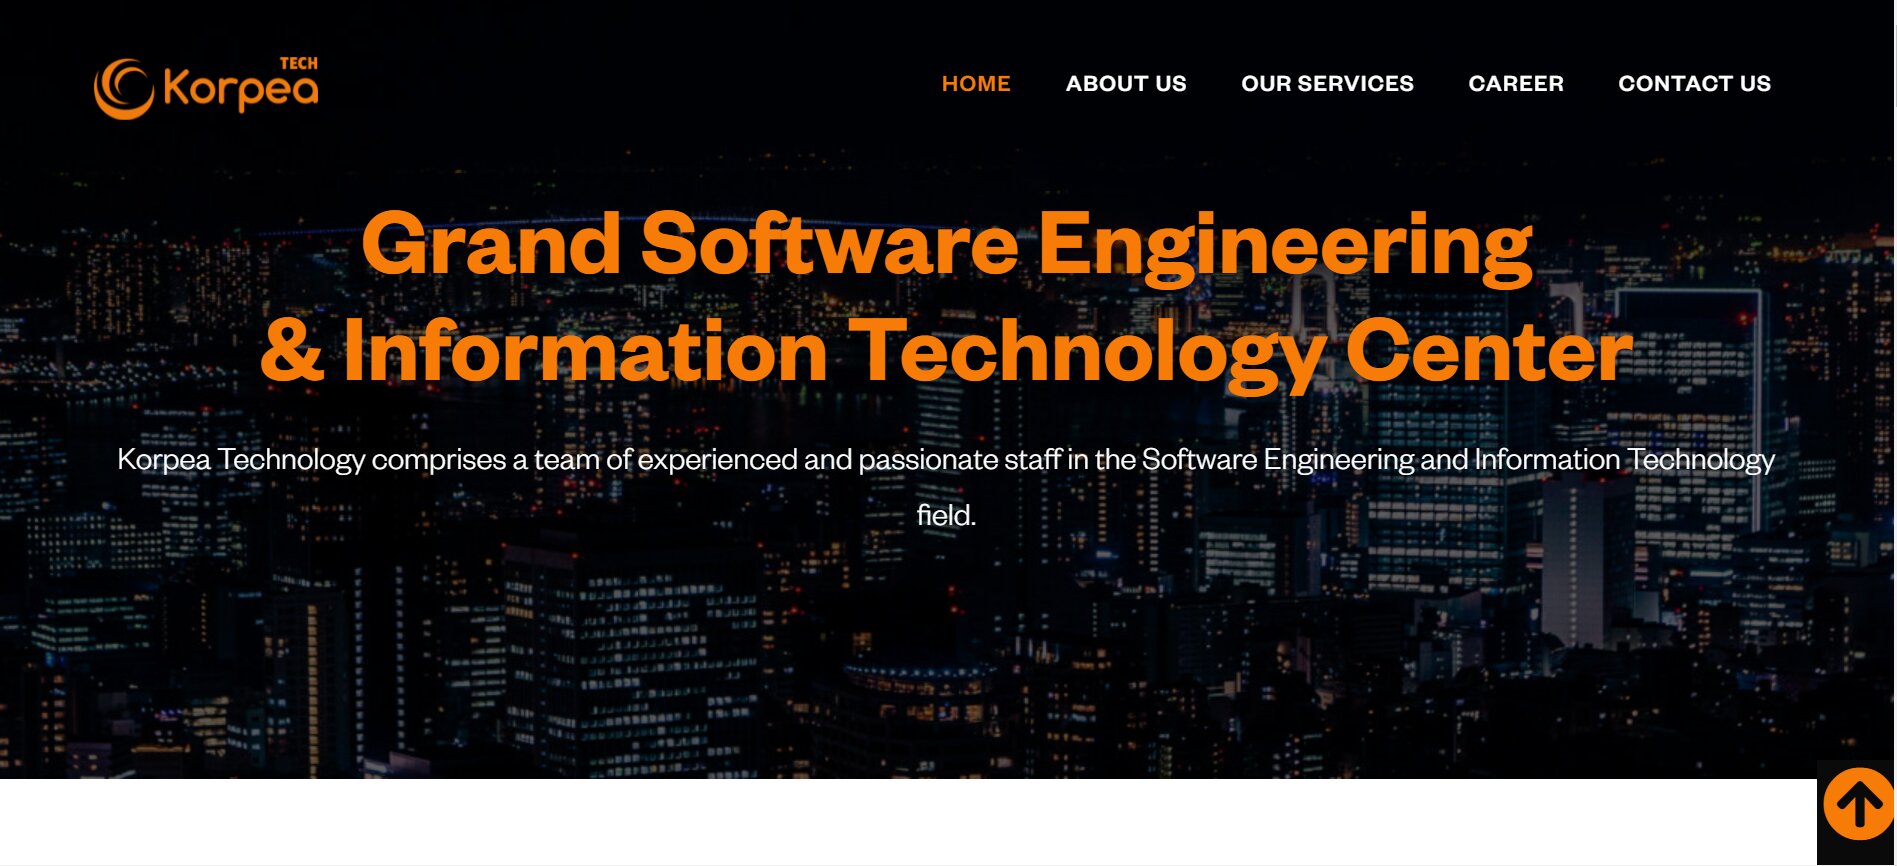 TECH
Korpea
HOME ABOUT US OUR SERVICES CAREER CONTACT US
Grand Software Engineering
& Information Technology Center
Korpea Technology comprises a team of experienced and passionate staff in the Software Engineering and Information Technology
field.